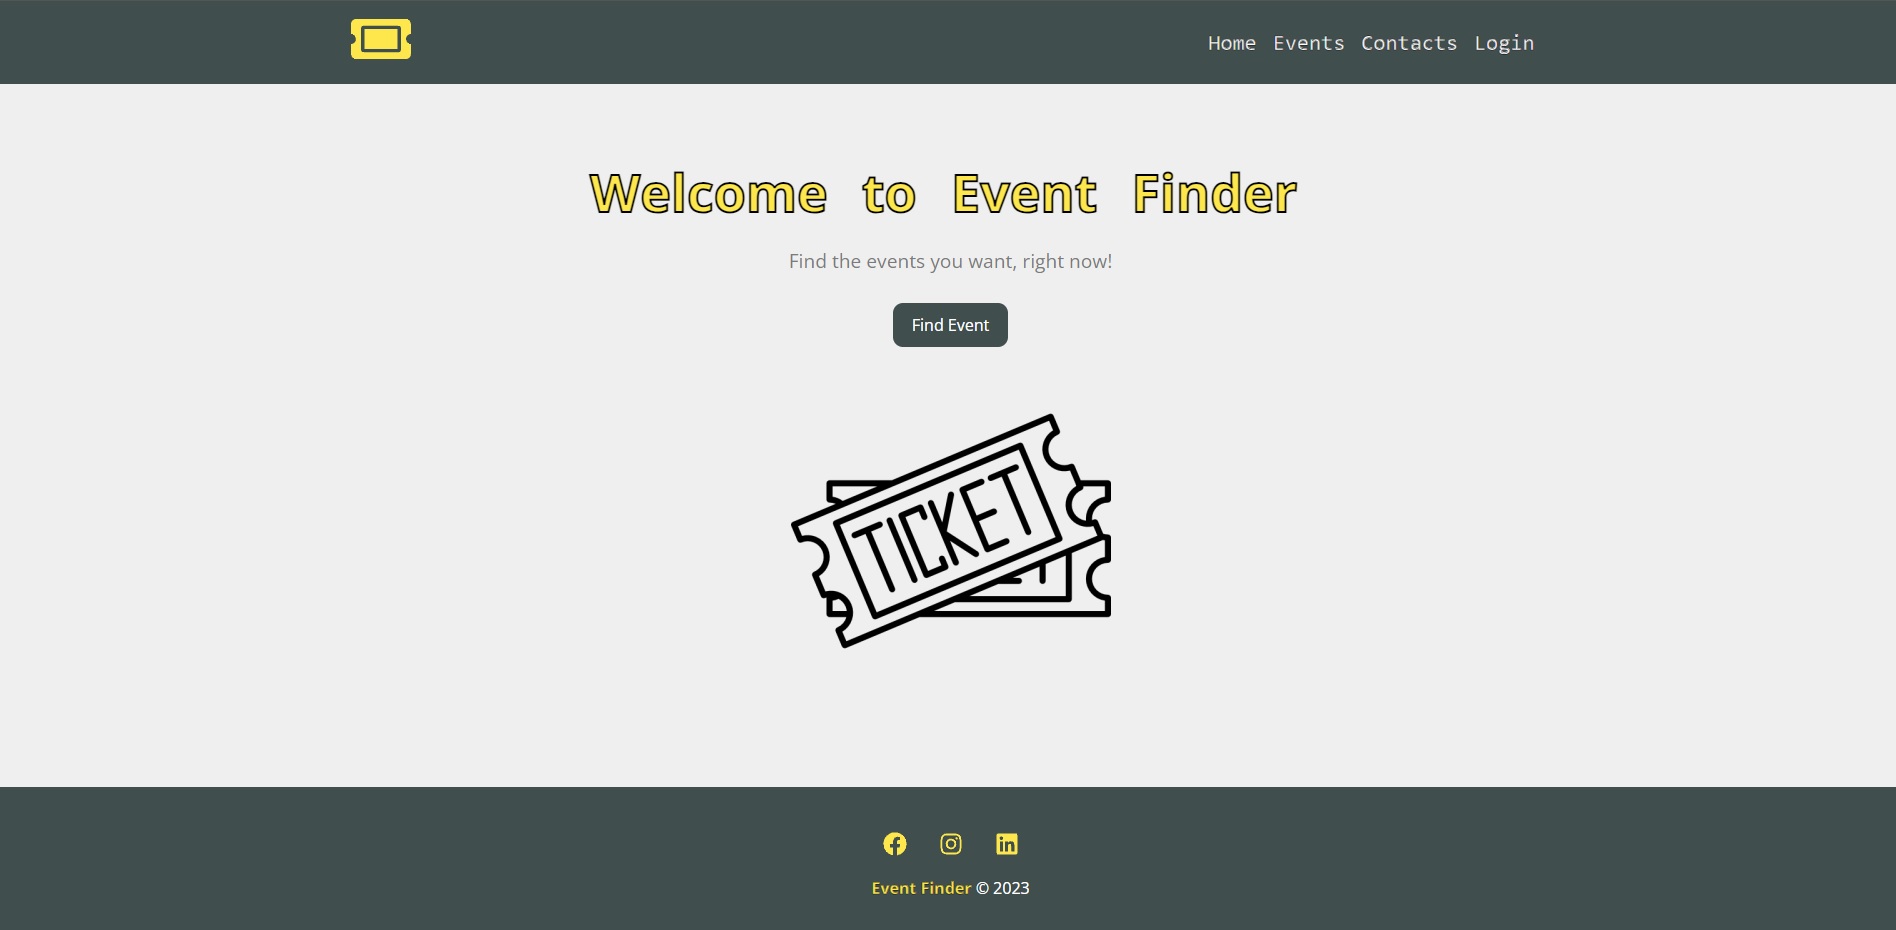 Home Events Contacts Login
Welcome to Event Finder
Find the events you want, right now!
Find Event
TICKET
Event Finder © 2023